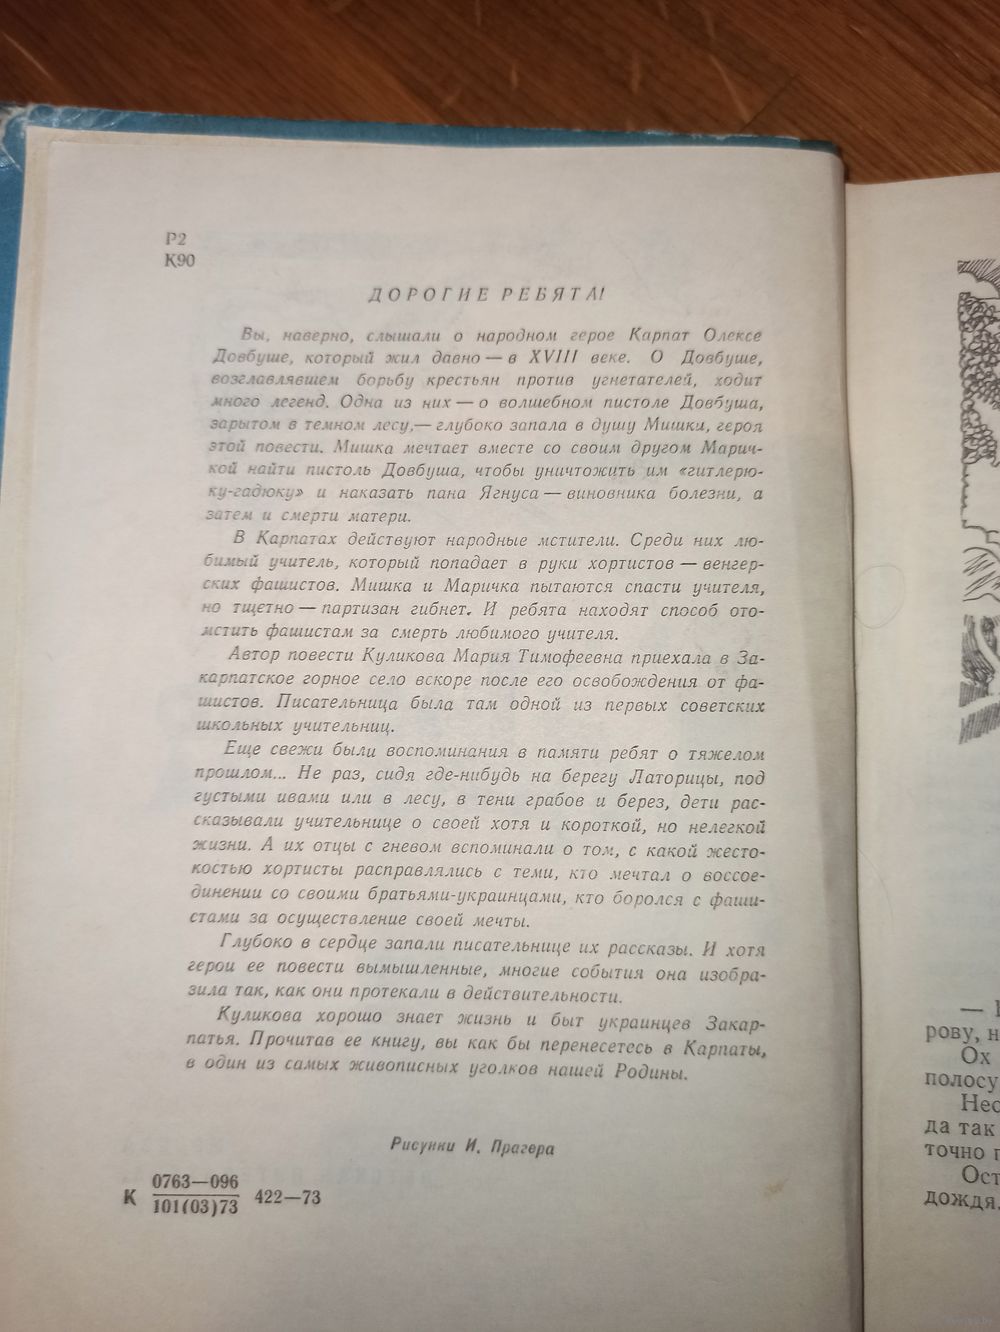 Р2
К90
ДОРОГИЕ РЕБЯТА!
Вы, наверно, слышали о народном герое Карпат Олексе
Довбуше, который жил давно — в XVIII веке. О Довбуше,
возглавлявшем борьбу крестьян против угнетателей, ходит
много легенд. Одна из них — о волшебном пистоле Довбуша,
зарытом в темном лесу,— глубоко запала в душу Мишки, героя
этой повести. Мишка мечтает вместе со своим другом Марич-
кой найти пистоль Довбуша, чтобы уничтожить им «гитлерю-
ку-гадюку» и наказать пана Ягнуса — виновника болезни, а
затем и смерти матери.
В Карпатах действуют народные мстители. Среди них лю-
бимый учитель, который попадает в руки хортистов — венгер-
ских фашистов. Мишка и Маричка пытаются спасти учителя,
но тщетно — партизан гибнет. И ребята находят способ ото-
мстить фашистам за смерть любимого учителя.
Автор повести Куликова Мария Тимофеевна приехала в За-
карпатское горное село вскоре после его освобождения от фа-
шистов. Писательница была там одной из первых советских
школьных учительниц.
Еще свежи были воспоминания в памяти ребят о тяжелом
прошлом... Не раз, сидя где-нибудь на берегу Латорицы, под
густыми ивами или в лесу, в тени грабов и берез, дети рас-
сказывали учительнице о своей хотя и короткой, но нелегкой
жизни. А их отцы с гневом вспоминали о том, с какой жесто-
костью хортисты расправлялись с теми, кто мечтал о воссое-
динении со своими братьями-украинцами, кто боролся с фаши-
стами за осуществление своей мечты.
Глубоко в сердце запали писательнице их рассказы. И хотя
герои ее повести вымышленные, многие события она изобра-
зила так, как они протекали в действительности.
Куликова хорошо знает жизнь и быт украинцев Закар-
патья. Прочитав ее книгу, вы как бы перенесетесь в Карпаты,
в один из самых живописных уголков нашей Родины.
Рисунки И. Прагера
К 0763—096
101(03)73 422—73
—
рову, н
Ох
полосу
Нес
да так
точно п
Ост
дождя.